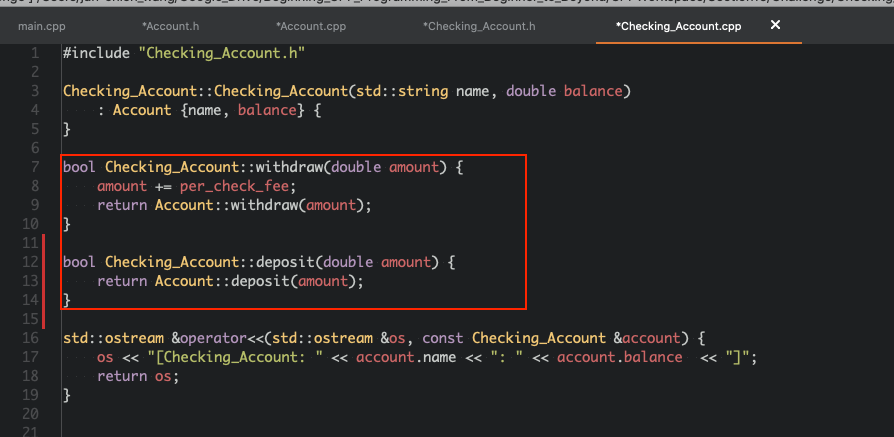 main.cpp *Account.h *Account.cpp *Checking_Account.h *Checking_Account.cpp ✕
1 #include "Checking_Account.h"
2
3 Checking_Account::Checking_Account(std::string name, double balance)
4     : Account {name, balance} {
5 }
6
7 bool Checking_Account::withdraw(double amount) {
8     amount += per_check_fee;
9     return Account::withdraw(amount);
10 }
11
12 bool Checking_Account::deposit(double amount) {
13     return Account::deposit(amount);
14 }
15
16 std::ostream &operator<<(std::ostream &os, const Checking_Account &account) {
17     os << "[Checking_Account: " << account.name << ": " << account.balance  << "]";
18     return os;
19 }
20
21